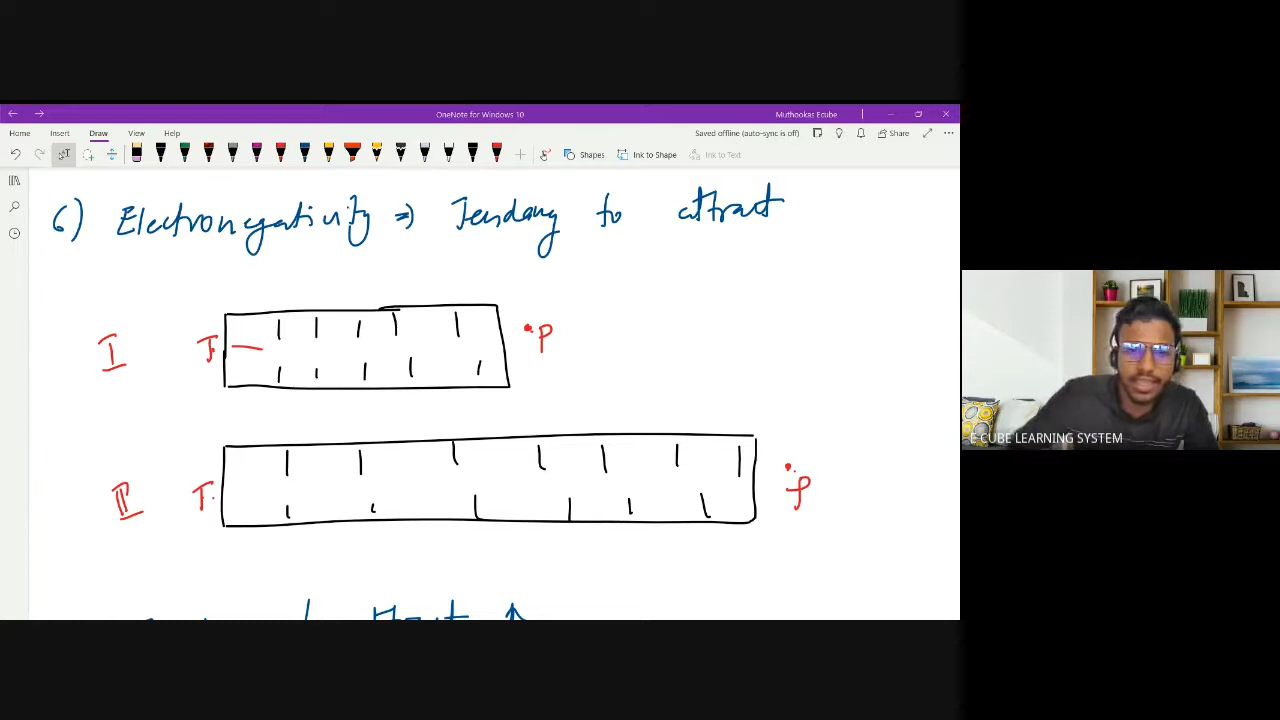 OneNote for Windows 10
Muthookas Ecube
Home Insert Draw View Help
Saved offline (auto-sync is off)
Share
Shapes
Ink to Shape
Ink to Text
6) Electronegativity ⇒ Tendancy to attract
I T P
II T P
E CUBE LEARNING SYSTEM